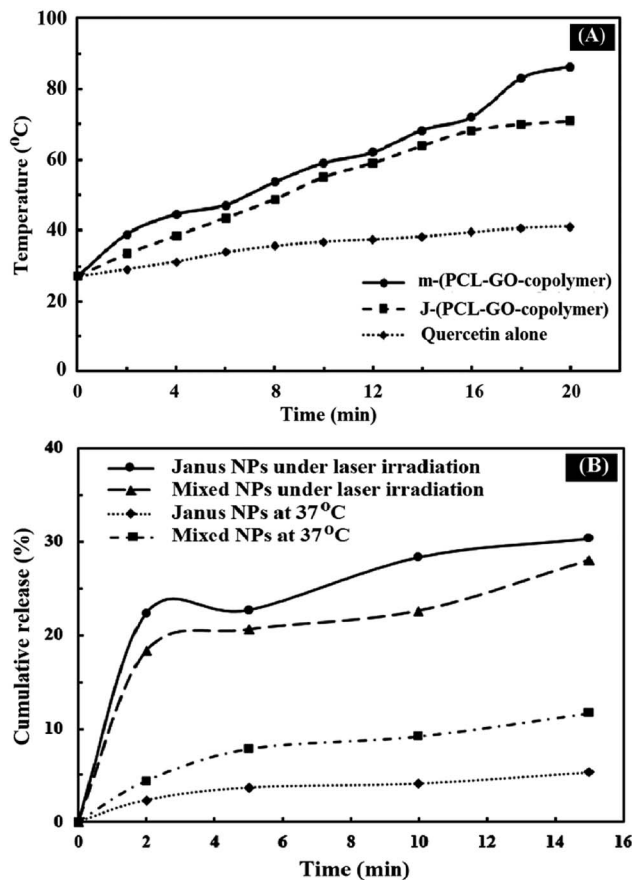 (A)
100
80
60
40
20
0
Temperature (⁰C)
m-(PCL-GO-copolymer)
J-(PCL-GO-copolymer)
Quercetin alone
0 4 8 12 16 20
Time (min)
(B)
40
30
20
10
0
Cumulative release (%)
Janus NPs under laser irradiation
Mixed NPs under laser irradiation
Janus NPs at 37⁰C
Mixed NPs at 37⁰C
0 2 4 6 8 10 12 14 16
Time (min)